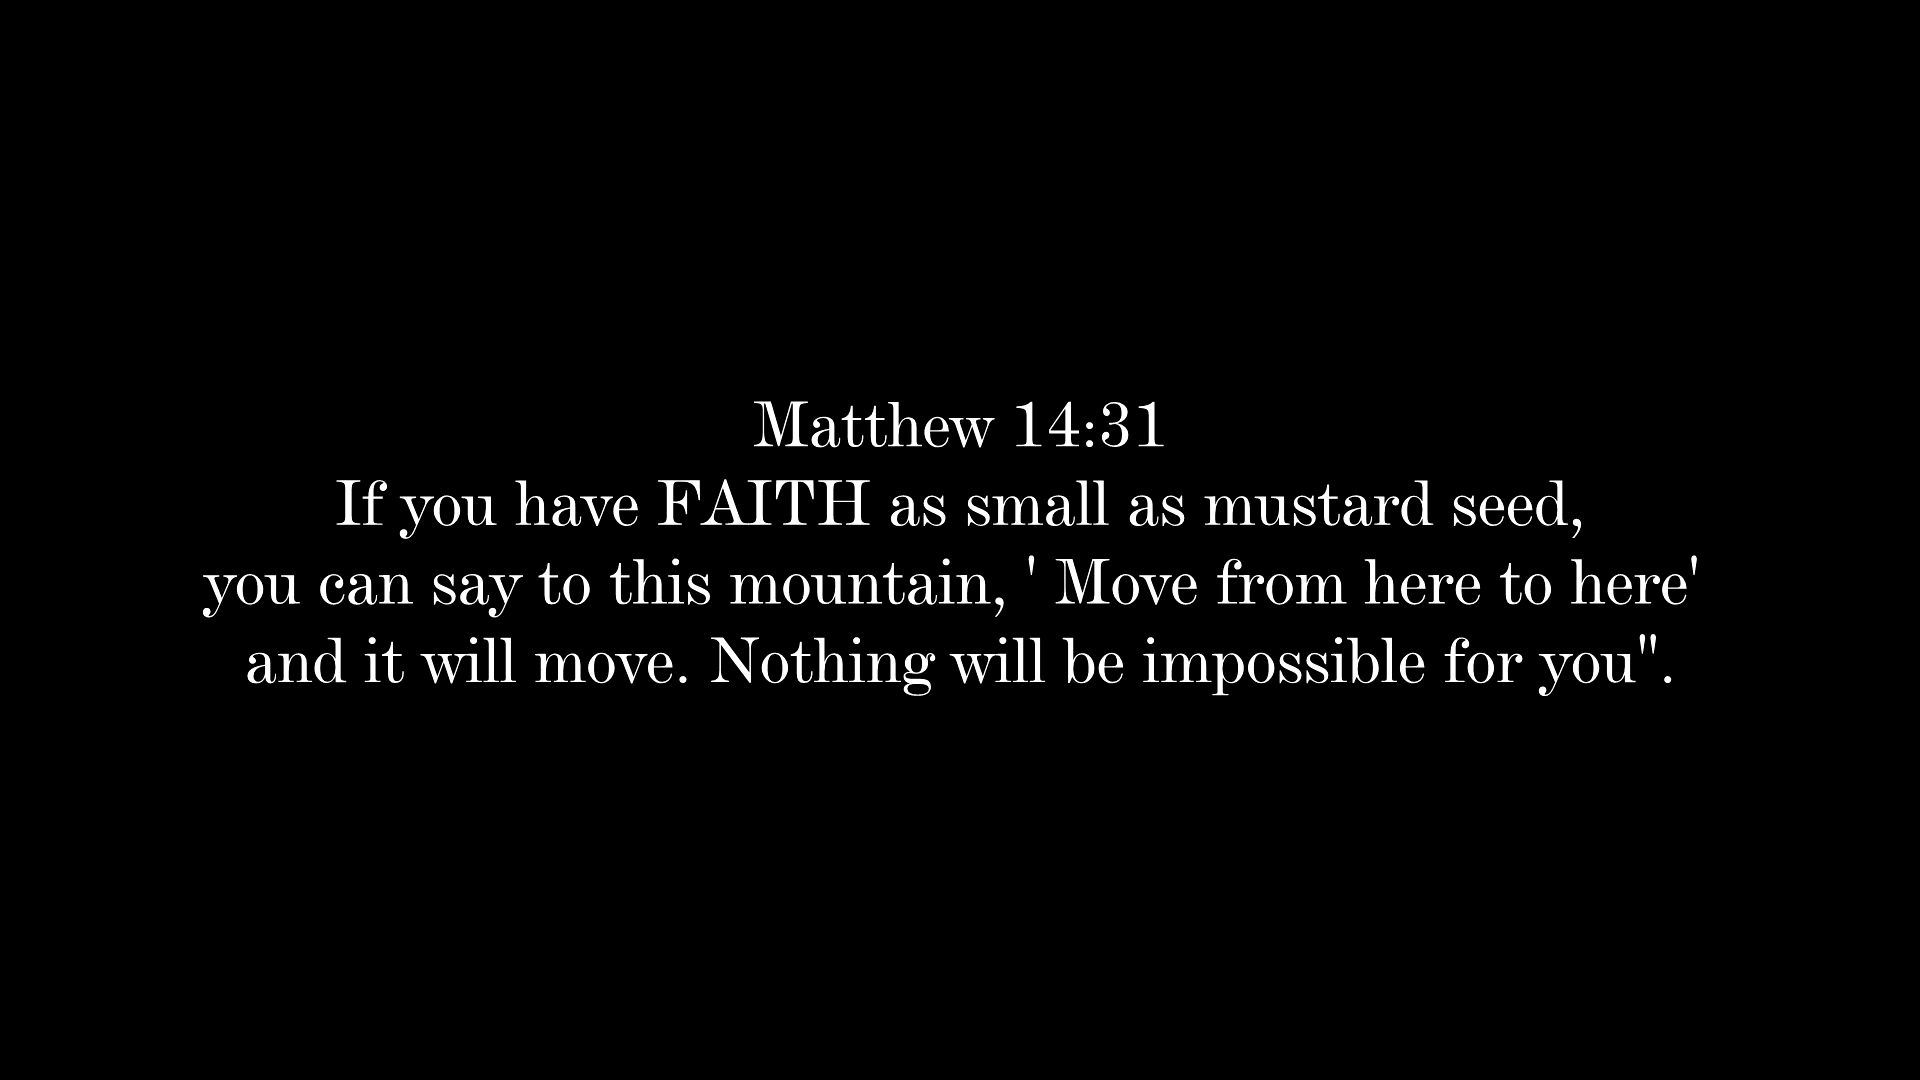 Matthew 14:31
If you have FAITH as small as mustard seed,
you can say to this mountain, ' Move from here to here'
and it will move. Nothing will be impossible for you".